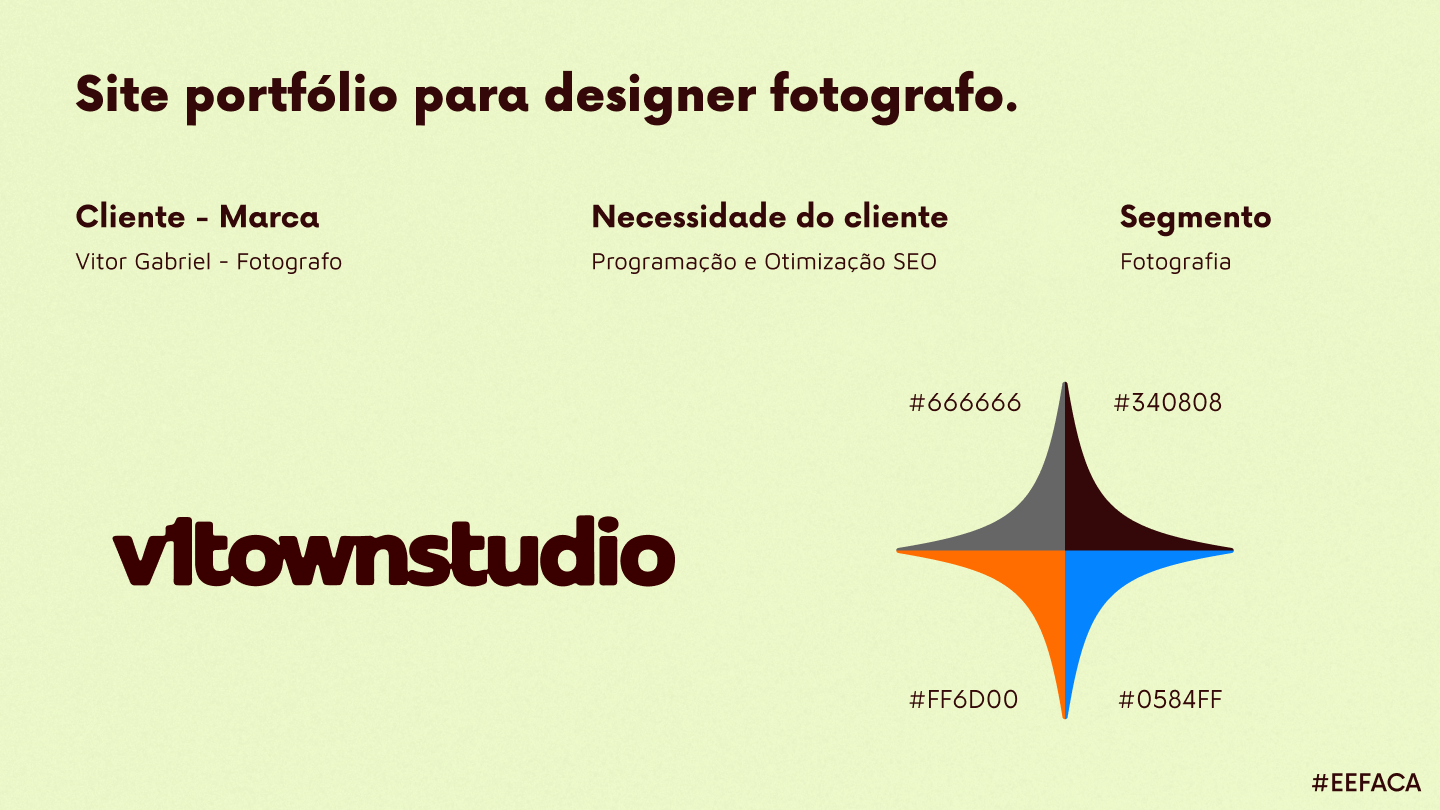 Site portfólio para designer fotografo.
Cliente - Marca
Vitor Gabriel - Fotografo
Necessidade do cliente
Programação e Otimização SEO
Segmento
Fotografia
#666666
#340808
v1townstudio
#FF6D00
#0584FF
#EEFACA